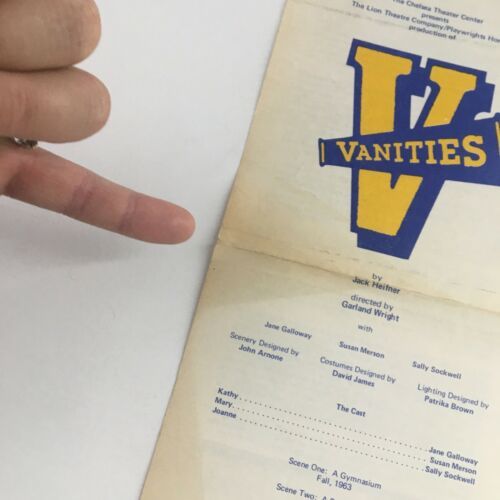 The Chelsea Theater Center
presents
The Lion Theatre Company/Playwrights
production of
V
VANITIES
by
Jack Heifner
directed by
Garland Wright
with
Jane Galloway Susan Merson Sally Sockwell
Scenery Designed by
John Arnone
Costumes Designed by
David James
Lighting Designed by
Patrika Brown
The Cast
Kathy........................Jane Galloway
Mary........................Susan Merson
Joanne........................Sally Sockwell
Scene One: A Gymnasium
Fall, 1963
Scene Two: A